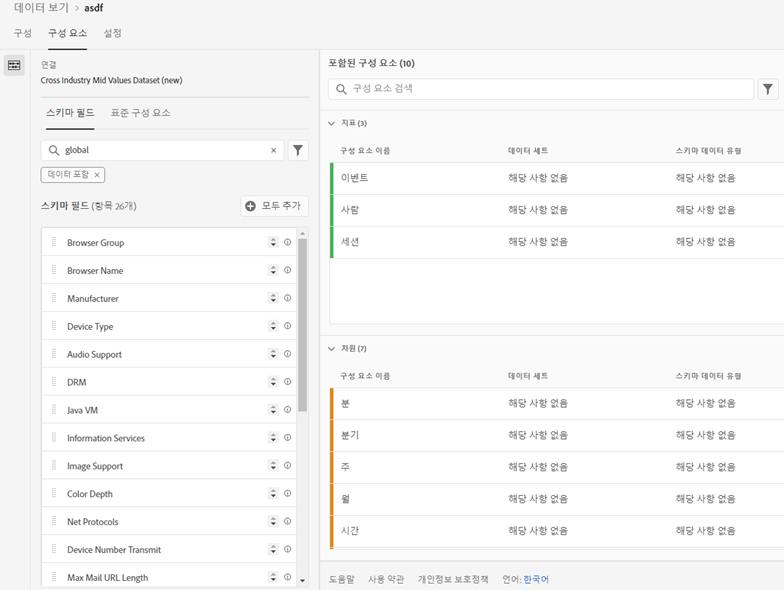 데이터 보기 > asdf
구성 구성 요소 설정
연결
Cross Industry Mid Values Dataset (new)
스키마 필드 표준 구성 요소
global
데이터 포함 ×
스키마 필드 (항목 26개) 모두 추가
Browser Group
Browser Name
Manufacturer
Device Type
Audio Support
DRM
Java VM
Information Services
Image Support
Color Depth
Net Protocols
Device Number Transmit
Max Mail URL Length
포함된 구성 요소 (10)
구성 요소 검색
지표 (3)
구성 요소 이름 데이터 세트 스키마 데이터 유형
이벤트 해당 사항 없음 해당 사항 없음
사람 해당 사항 없음 해당 사항 없음
세션 해당 사항 없음 해당 사항 없음
차원 (7)
구성 요소 이름 데이터 세트 스키마 데이터 유형
분 해당 사항 없음 해당 사항 없음
분기 해당 사항 없음 해당 사항 없음
주 해당 사항 없음 해당 사항 없음
월 해당 사항 없음 해당 사항 없음
시간 해당 사항 없음 해당 사항 없음
도움말 사용 약관 개인정보 보호정책 언어: 한국어